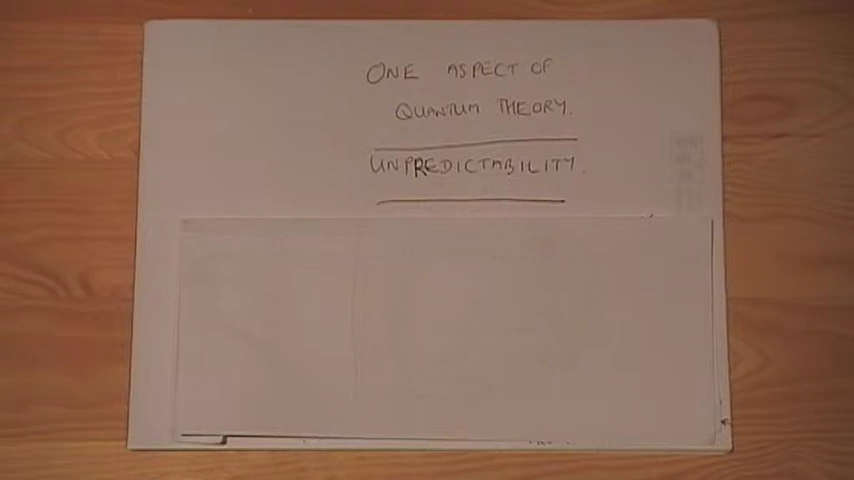 ONE ASPECT OF
QUANTUM THEORY.
UNPREDICTABILITY.